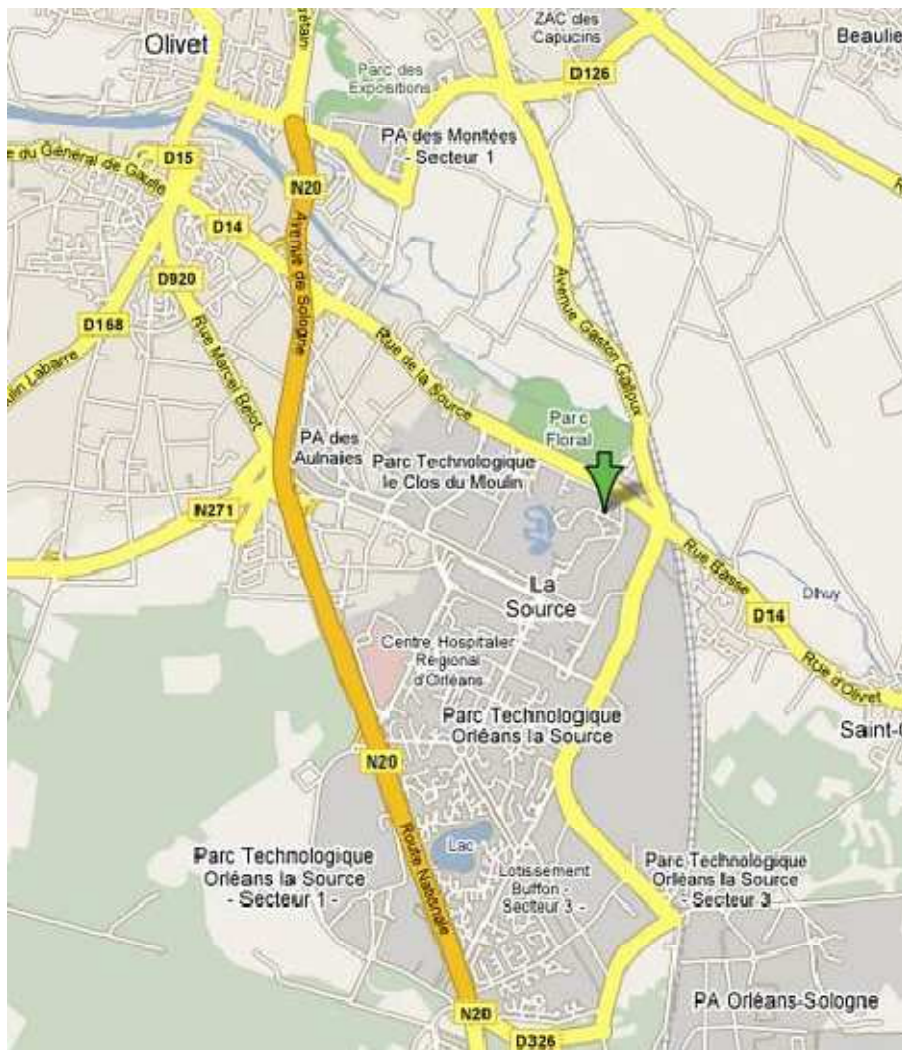 ZAC des
Capucins
Beaulie
Olivet
Parc des
Expositions
D126
PA des Montées
- Secteur 1
D15
e du Général de Gaulle
N20
Avenue de Sologne
D14
D920
D168
Rue Marcel Belot
Rue de la Source
Avenue Gaston Galloux
Parc
Floral
PA des
Aulnaies
Parc Technologique
le Clos du Moulin
N271
Rue Basse
La
Source
Dhuy
D14
Rue d'Olivet
Centre Hospitalier
Régional
d'Orléans
Parc Technologique
Orléans la Source
Saint-
N20
Route Nationale
Lac
Parc Technologique
Orléans la Source
- Secteur 1 -
Lotissement
Buffon -
Secteur 3 -
Parc Technologique
Orléans la Source
- Secteur 3
PA Orléans-Sologne
N20
D326